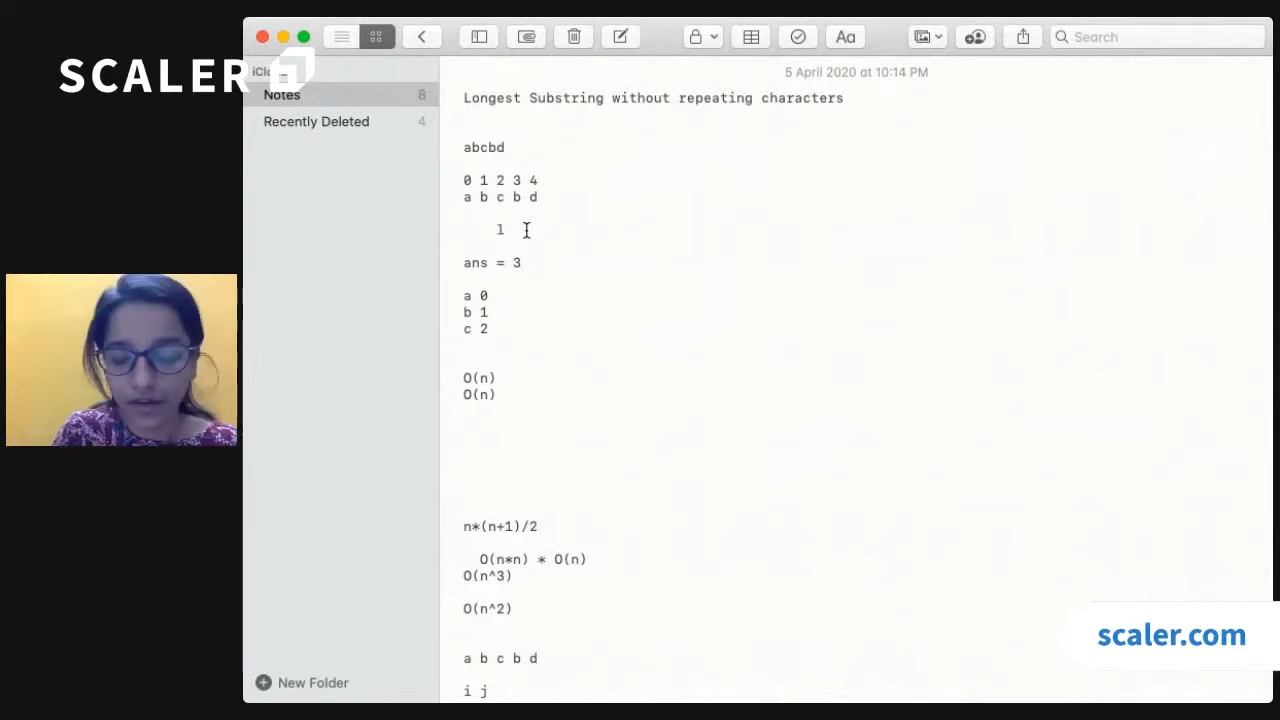 SCALER
iClo
Notes 8
Recently Deleted 4
New Folder
Aa
Search
5 April 2020 at 10:14 PM
Longest Substring without repeating characters
abcbd
0 1 2 3 4
a b c b d
l
ans = 3
a 0
b 1
c 2
O(n)
O(n)
n*(n+1)/2
O(n*n) * O(n)
O(n^3)
O(n^2)
a b c b d
i j
scaler.com